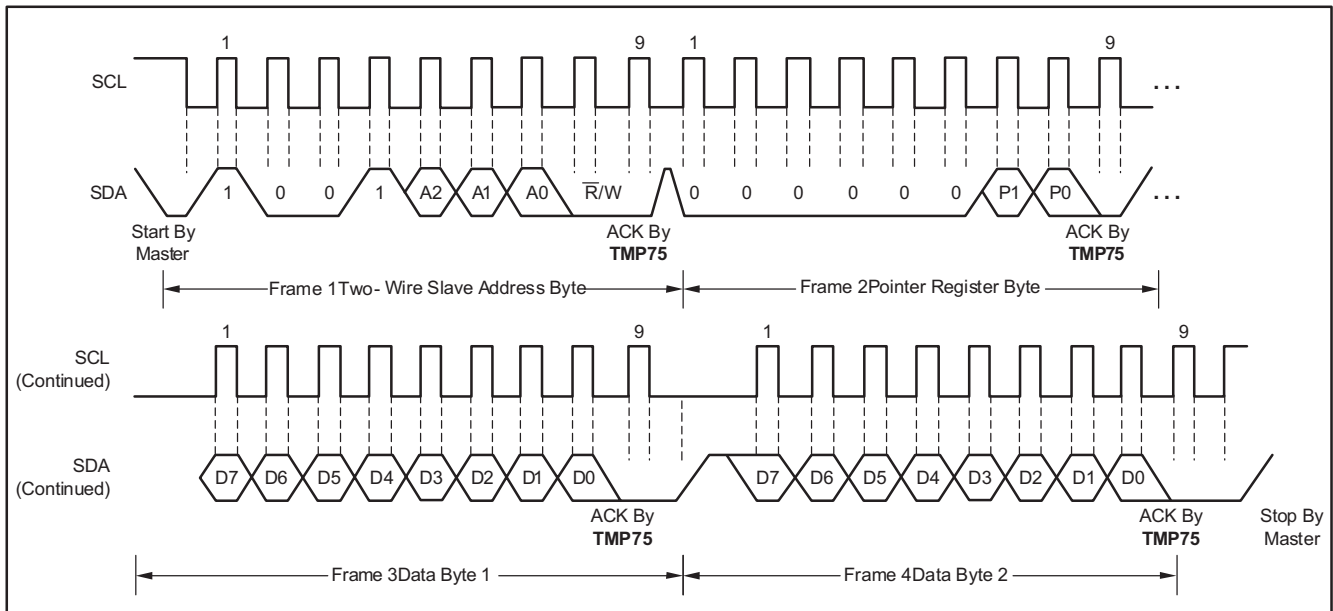 1 9 1 9
SCL ...
SDA 1 0 0 1 A2 A1 A0 R̅/W 0 0 0 0 0 0 P1 P0 ...
Start By Master
ACK By TMP75
ACK By TMP75
Frame 1Two- Wire Slave Address Byte
Frame 2Pointer Register Byte
1 9 1 9
SCL
(Continued)
SDA
(Continued)
D7 D6 D5 D4 D3 D2 D1 D0 D7 D6 D5 D4 D3 D2 D1 D0
ACK By TMP75
ACK By TMP75
Stop By Master
Frame 3Data Byte 1
Frame 4Data Byte 2